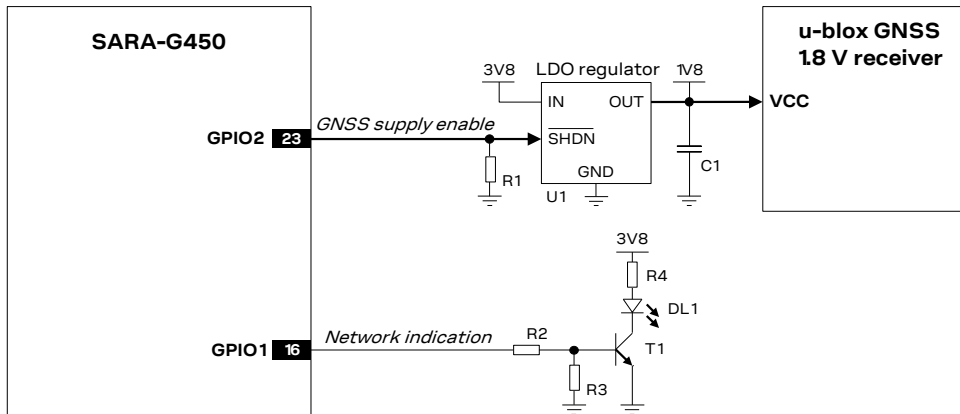 SARA-G450
u-blox GNSS
1.8 V receiver
3V8
LDO regulator
1V8
IN
OUT
VCC
GNSS supply enable
GPIO2
23
SHDN
R1
GND
C1
U1
3V8
R4
DL1
Network indication
R2
GPIO1
16
T1
R3